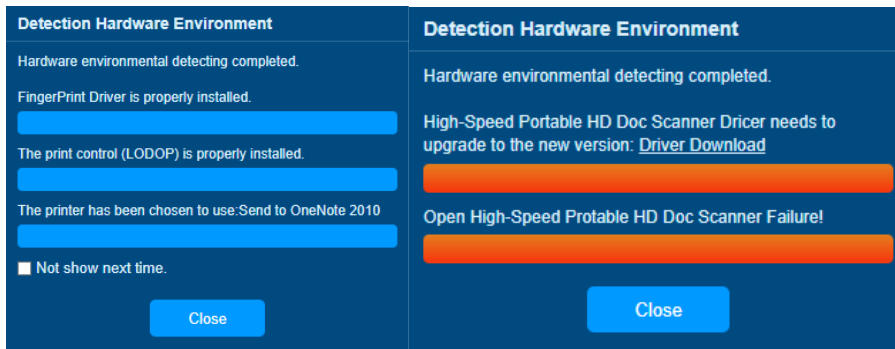 Detection Hardware Environment
Hardware environmental detecting completed.
FingerPrint Driver is properly installed.
The print control (LODOP) is properly installed.
The printer has been chosen to use:Send to OneNote 2010
Not show next time.
Close
Detection Hardware Environment
Hardware environmental detecting completed.
High-Speed Portable HD Doc Scanner Dricer needs to
upgrade to the new version: Driver Download
Open High-Speed Protable HD Doc Scanner Failure!
Close